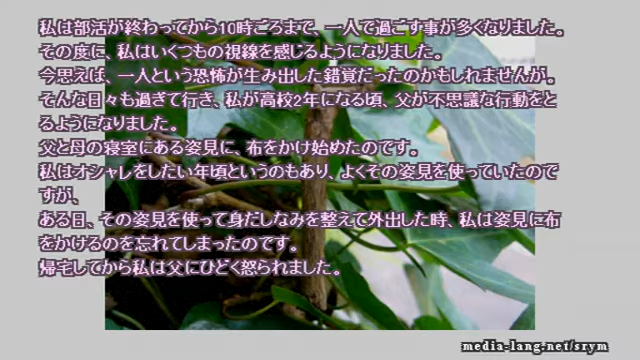 私は部活が終わってから10時ごろまで、一人で過ごす事が多くなりました。
その度に、私はいくつもの視線を感じるようになりました。
今思えば、一人という恐怖が生み出した錯覚だったのかもしれませんが。
そんな日々も過ぎて行き、私が高校2年になる頃、父が不思議な行動をと
るようになりました。
父と母の寝室にある姿見に、布をかけ始めたのです。
私はオシャレをしたい年頃というのもあり、よくその姿見を使っていたので
すが、
ある日、その姿見を使って身だしなみを整えて外出した時、私は姿見に布
をかけるのを忘れてしまったのです。
帰宅してから私は父にひどく怒られました。
media-lang-net/srym